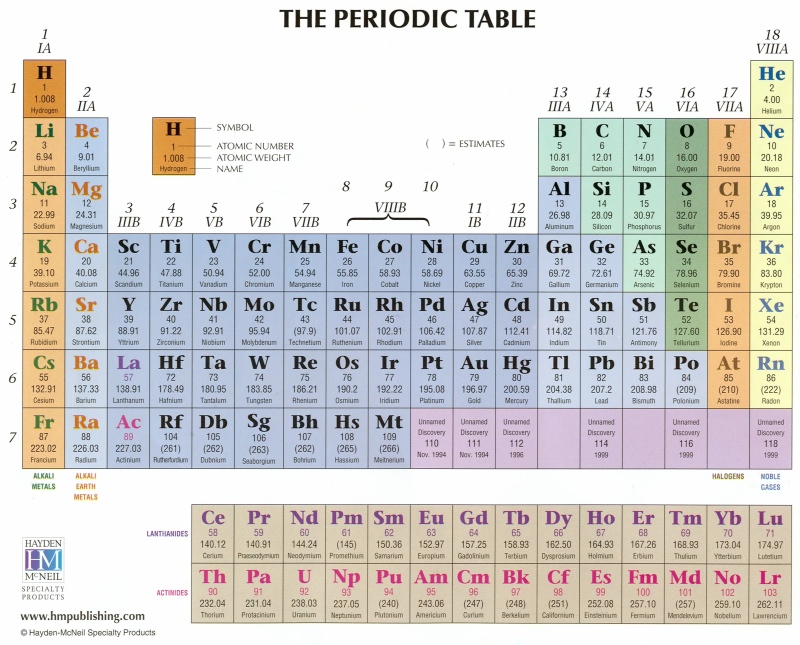 THE PERIODIC TABLE
1
IA
18
VIIIA
1
H
1
1.008
Hydrogen
2
IIA
13
IIIA
14
IVA
15
VA
16
VIA
17
VIIA
He
2
4.00
Helium
H
1
1.008
Hydrogen
SYMBOL
ATOMIC NUMBER
ATOMIC WEIGHT
NAME
( ) = ESTIMATES
2
Li Be B C N O F Ne
3 4 5 6 7 8 9 10
6.94 9.01 10.81 12.01 14.01 16.00 19.00 20.18
Lithium Beryllium Boron Carbon Nitrogen Oxygen Fluorine Neon
3
Na Mg Al Si P S Cl Ar
11 12 13 14 15 16 17 18
22.99 24.31 26.98 28.09 30.97 32.07 35.45 39.95
Sodium Magnesium Aluminum Silicon Phosphorus Sulfur Chlorine Argon
3 4 5 6 7 8 9 10 11 12
IIIB IVB VB VIB VIIB VIIIB IB IIB
4
K Ca Sc Ti V Cr Mn Fe Co Ni Cu Zn Ga Ge As Se Br Kr
19 20 21 22 23 24 25 26 27 28 29 30 31 32 33 34 35 36
39.10 40.08 44.96 47.88 50.94 52.00 54.94 55.85 58.93 58.69 63.55 65.39 69.72 72.61 74.92 78.96 79.90 83.80
Potassium Calcium Scandium Titanium Vanadium Chromium Manganese Iron Cobalt Nickel Copper Zinc Gallium Germanium Arsenic Selenium Bromine Krypton
5
Rb Sr Y Zr Nb Mo Tc Ru Rh Pd Ag Cd In Sn Sb Te I Xe
37 38 39 40 41 42 43 44 45 46 47 48 49 50 51 52 53 54
85.47 87.62 88.91 91.22 92.91 95.94 (97.9) 101.07 102.91 106.42 107.87 112.41 114.82 118.71 121.76 127.60 126.90 131.29
Rubidium Strontium Yttrium Zirconium Niobium Molybdenum Technetium Ruthenium Rhodium Palladium Silver Cadmium Indium Tin Antimony Tellurium Iodine Xenon
6
Cs Ba La Hf Ta W Re Os Ir Pt Au Hg Tl Pb Bi Po At Rn
55 56 57 72 73 74 75 76 77 78 79 80 81 82 83 84 85 86
132.91 137.33 138.91 178.49 180.95 183.85 186.21 190.2 192.22 195.08 196.97 200.59 204.38 207.2 208.98 (209) (210) (222)
Cesium Barium Lanthanum Hafnium Tantalum Tungsten Rhenium Osmium Iridium Platinum Gold Mercury Thallium Lead Bismuth Polonium Astatine Radon
7
Fr Ra Ac Rf Db Sg Bh Hs Mt
87 88 89 104 105 106 107 108 109
223.02 226.03 227.03 (261) (262) (263) (262) (265) (266)
Francium Radium Actinium Rutherfurdium Dubnium Seaborgium Bohrium Hassium Meitnerium
Unnamed Unnamed Unnamed Unnamed Unnamed Unnamed
Discovery Discovery Discovery Discovery Discovery Discovery
110 111 112 114 116 118
Nov. 1994 Nov. 1994 1996 1999 1999 1999
ALKALI
METALS
ALKALI
EARTH
METALS
HALOGENS
NOBLE
GASES
LANTHANIDES
Ce Pr Nd Pm Sm Eu Gd Tb Dy Ho Er Tm Yb Lu
58 59 60 61 62 63 64 65 66 67 68 69 70 71
140.12 140.91 144.24 (145) 150.36 152.97 157.25 158.93 162.50 164.93 167.26 168.93 173.04 174.97
Cerium Praeseodymium Neodymium Promethium Samarium Europium Gadolinium Terbium Dysprosium Holmium Erbium Thulium Ytterbium Lutetium
ACTINIDES
Th Pa U Np Pu Am Cm Bk Cf Es Fm Md No Lr
90 91 92 93 94 95 96 97 98 99 100 101 102 103
232.04 231.04 238.03 237.05 (240) 243.06 (247) (248) (251) 252.08 257.10 (257) 259.10 262.11
Thorium Protactinium Uranium Neptunium Plutonium Americium Curium Berkelium Californium Einsteinium Fermium Mendelevium Nobelium Lawrencium
HAYDEN
HM
McNEIL
SPECIALTY
PRODUCTS
www.hmpublishing.com
© Hayden-McNeil Specialty Products